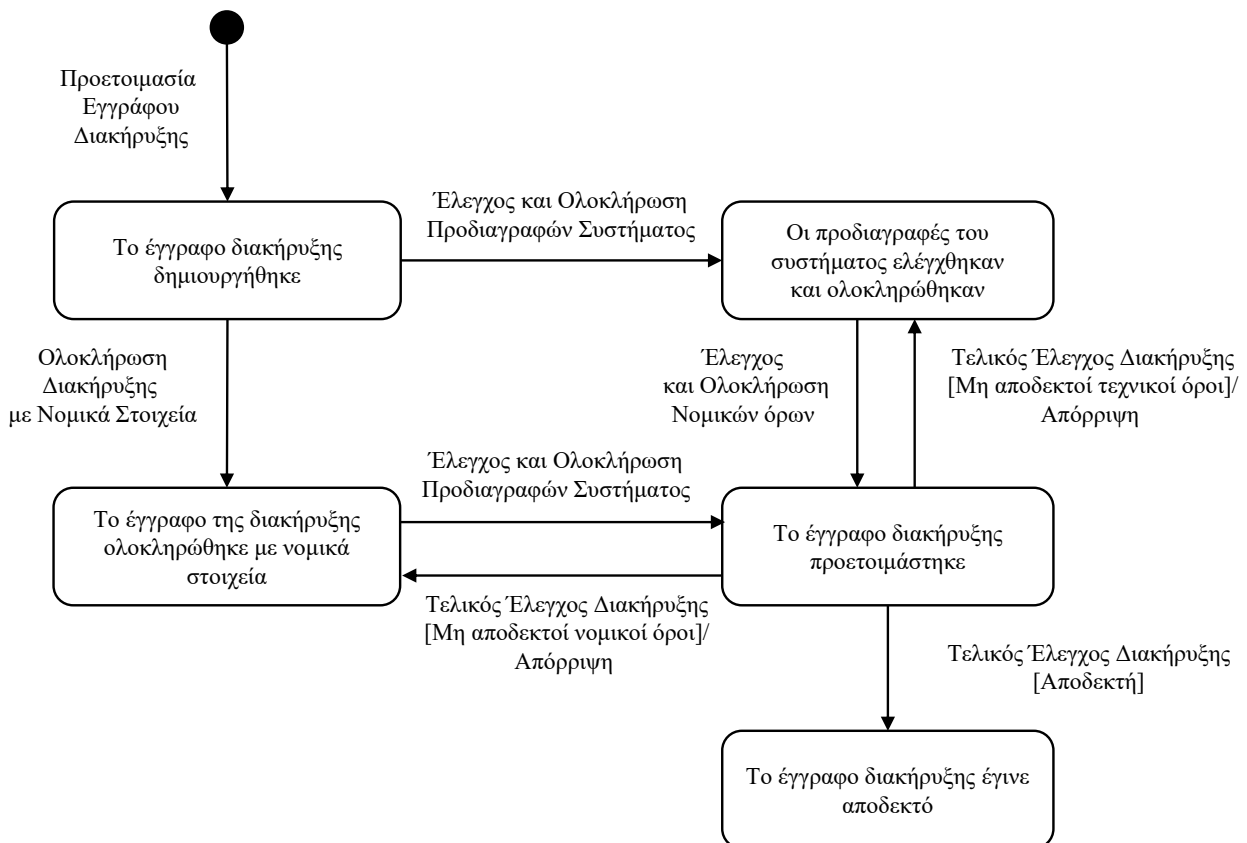 Προετοιμασία
Εγγράφου
Διακήρυξης
Έλεγχος και Ολοκλήρωση
Προδιαγραφών Συστήματος
Το έγγραφο διακήρυξης
δημιουργήθηκε
Οι προδιαγραφές του
συστήματος ελέγχθηκαν
και ολοκληρώθηκαν
Ολοκλήρωση
Διακήρυξης
με Νομικά Στοιχεία
Έλεγχος
και Ολοκλήρωση
Νομικών όρων
Τελικός Έλεγχος Διακήρυξης
[Μη αποδεκτοί τεχνικοί όροι]/
Απόρριψη
Έλεγχος και Ολοκλήρωση
Προδιαγραφών Συστήματος
Το έγγραφο της διακήρυξης
ολοκληρώθηκε με νομικά
στοιχεία
Το έγγραφο διακήρυξης
προετοιμάστηκε
Τελικός Έλεγχος Διακήρυξης
[Μη αποδεκτοί νομικοί όροι]/
Απόρριψη
Τελικός Έλεγχος Διακήρυξης
[Αποδεκτή]
Το έγγραφο διακήρυξης έγινε
αποδεκτό